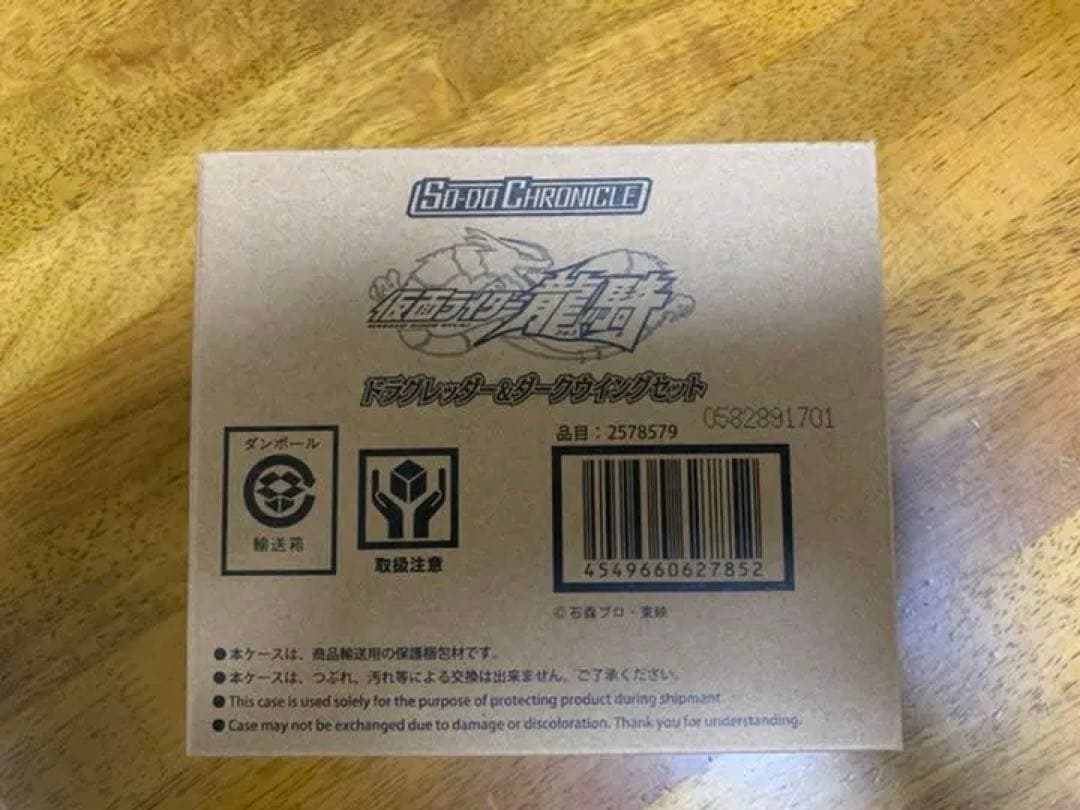 SO-DO CHRONICLE
仮面ライダー龍騎
ドラグレッダー&ダークウイングセット
0582891701
品目：2578579
ダンボール
輸送箱
取扱注意
4549660627852
©石森プロ・東映
●本ケースは、商品輸送用の保護梱包材です。
●本ケースは、つぶれ、汚れ等による交換は出来ません。ご了承ください。
●This case is used solely for the purpose of protecting product during shipmant.
●Case may not be exchanged due to damage or discoloration. Thank you for understanding.